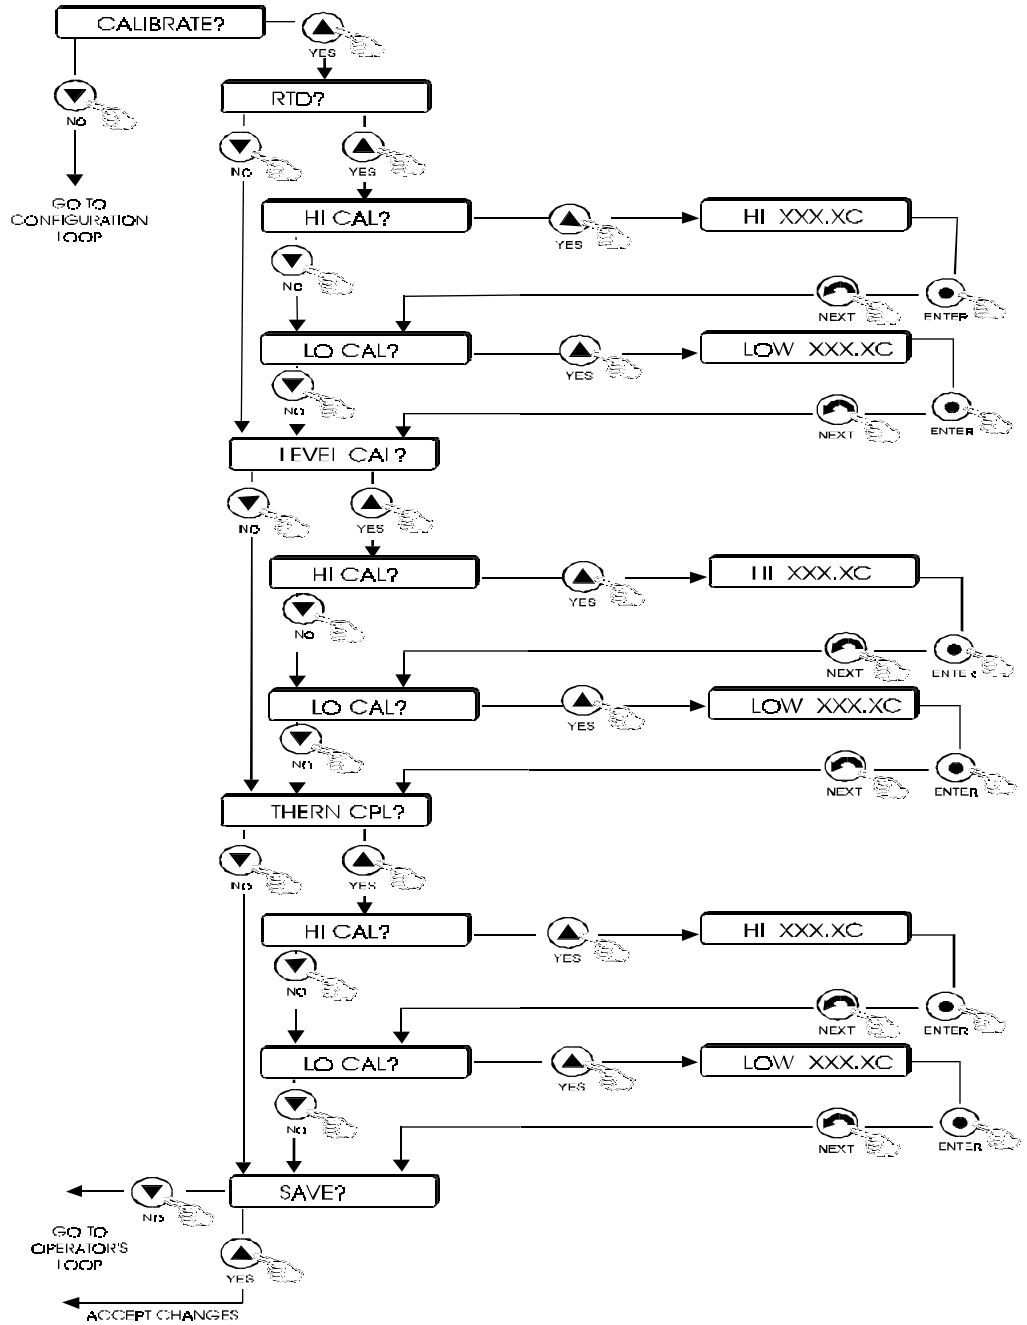 CALIBRATE?
YES
NO
GO TO
CONFIGURATION
LOOP
RTD?
NO
YES
HI CAL?
YES
HI XXX.XC
NO
NEXT
ENTER
LO CAL?
YES
LOW XXX.XC
NO
NEXT
ENTER
LEVEL CAL?
NO
YES
HI CAL?
YES
HI XXX.XC
NO
NEXT
ENTER
LO CAL?
YES
LOW XXX.XC
NO
NEXT
ENTER
THERN CPL?
NO
YES
HI CAL?
YES
HI XXX.XC
NO
NEXT
ENTER
LO CAL?
YES
LOW XXX.XC
NO
NEXT
ENTER
SAVE?
NO
GO TO
OPERATOR'S
LOOP
YES
ACCEPT CHANGES